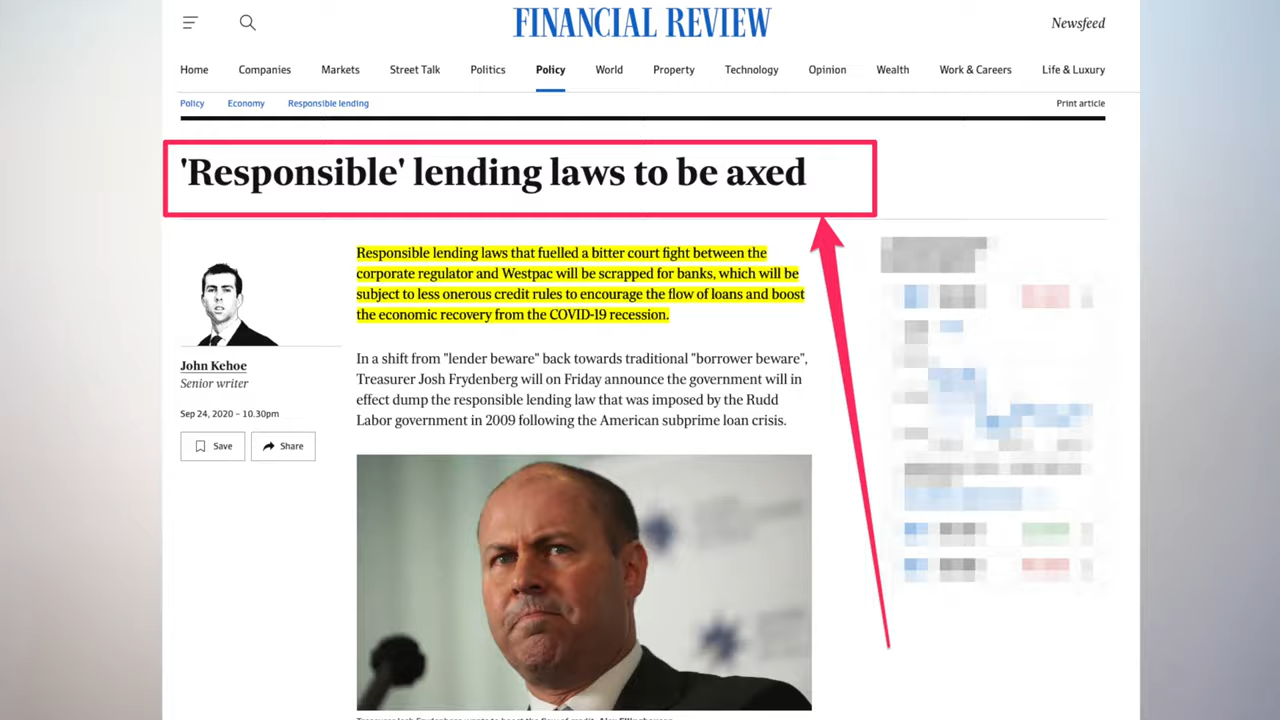 FINANCIAL REVIEW
Newsfeed
Home Companies Markets Street Talk Politics Policy World Property Technology Opinion Wealth Work & Careers Life & Luxury
Policy Economy Responsible lending
Print article
'Responsible' lending laws to be axed
Responsible lending laws that fuelled a bitter court fight between the
corporate regulator and Westpac will be scrapped for banks, which will be
subject to less onerous credit rules to encourage the flow of loans and boost
the economic recovery from the COVID-19 recession.
John Kehoe
Senior writer
Sep 24, 2020 – 10.30pm
Save Share
In a shift from "lender beware" back towards traditional "borrower beware",
Treasurer Josh Frydenberg will on Friday announce the government will in
effect dump the responsible lending law that was imposed by the Rudd
Labor government in 2009 following the American subprime loan crisis.